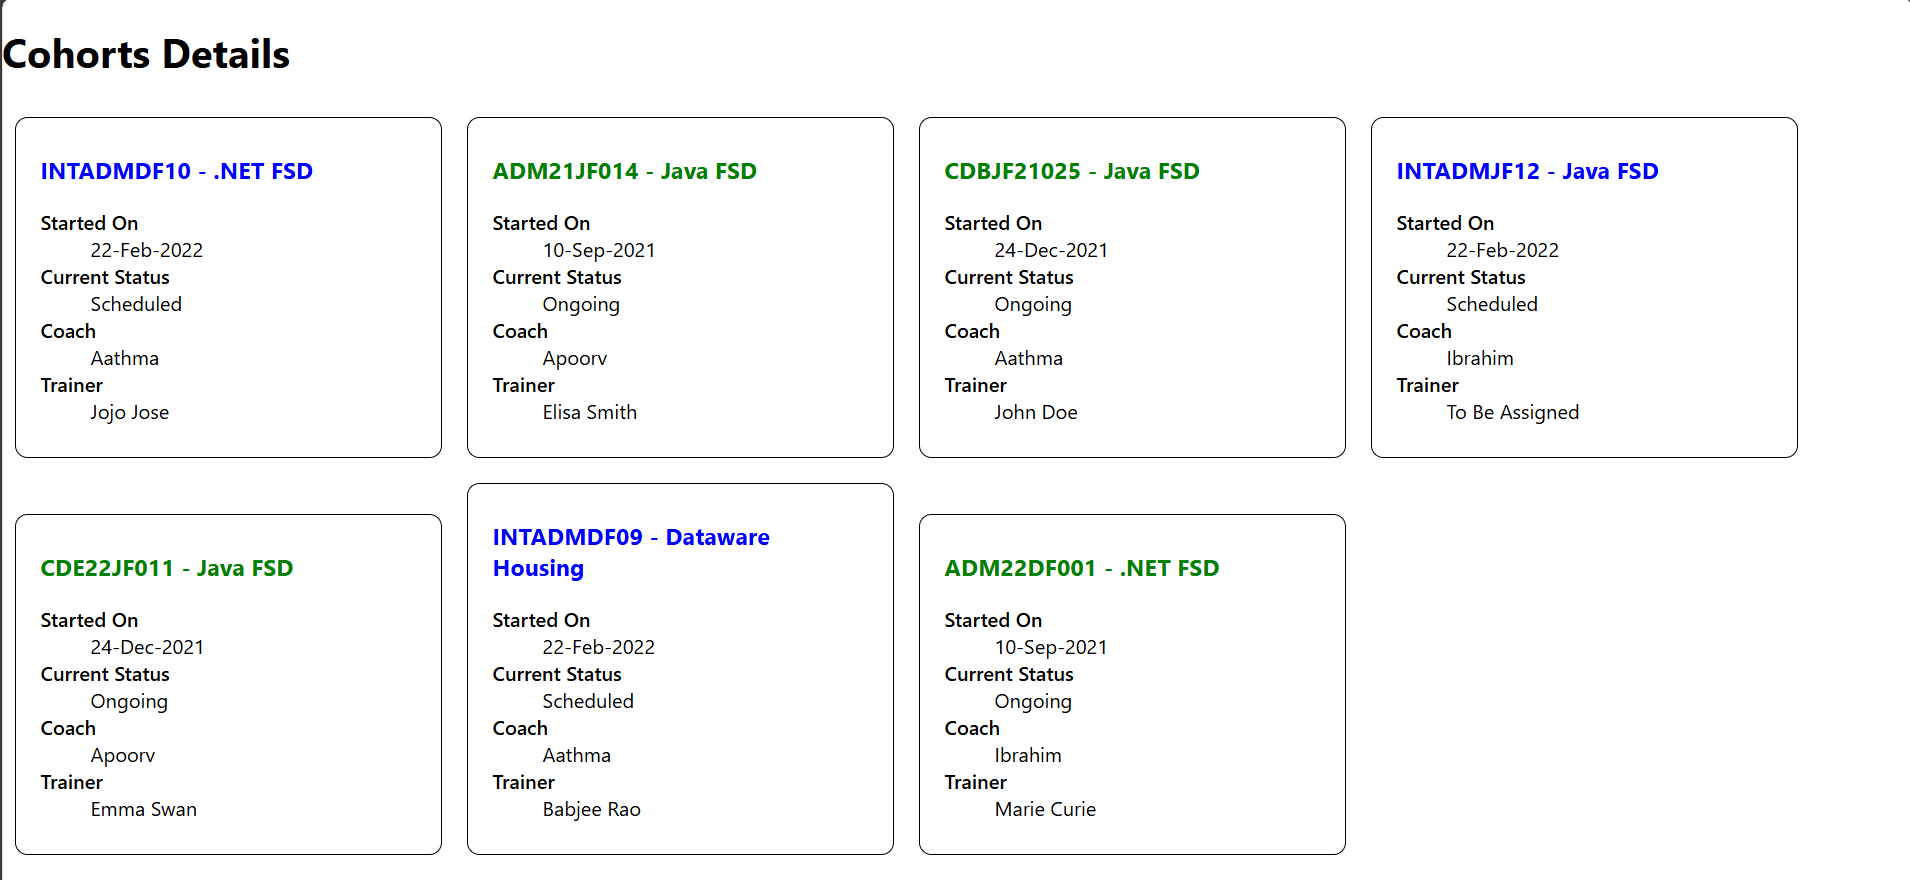 Cohorts Details
INTADMDF10 - .NET FSD
Started On
22-Feb-2022
Current Status
Scheduled
Coach
Aathma
Trainer
Jojo Jose
ADM21JF014 - Java FSD
Started On
10-Sep-2021
Current Status
Ongoing
Coach
Apoorv
Trainer
Elisa Smith
CDBJF21025 - Java FSD
Started On
24-Dec-2021
Current Status
Ongoing
Coach
Aathma
Trainer
John Doe
INTADMJF12 - Java FSD
Started On
22-Feb-2022
Current Status
Scheduled
Coach
Ibrahim
Trainer
To Be Assigned
CDE22JF011 - Java FSD
Started On
24-Dec-2021
Current Status
Ongoing
Coach
Apoorv
Trainer
Emma Swan
INTADMDF09 - Dataware
Housing
Started On
22-Feb-2022
Current Status
Scheduled
Coach
Aathma
Trainer
Babjee Rao
ADM22DF001 - .NET FSD
Started On
10-Sep-2021
Current Status
Ongoing
Coach
Ibrahim
Trainer
Marie Curie